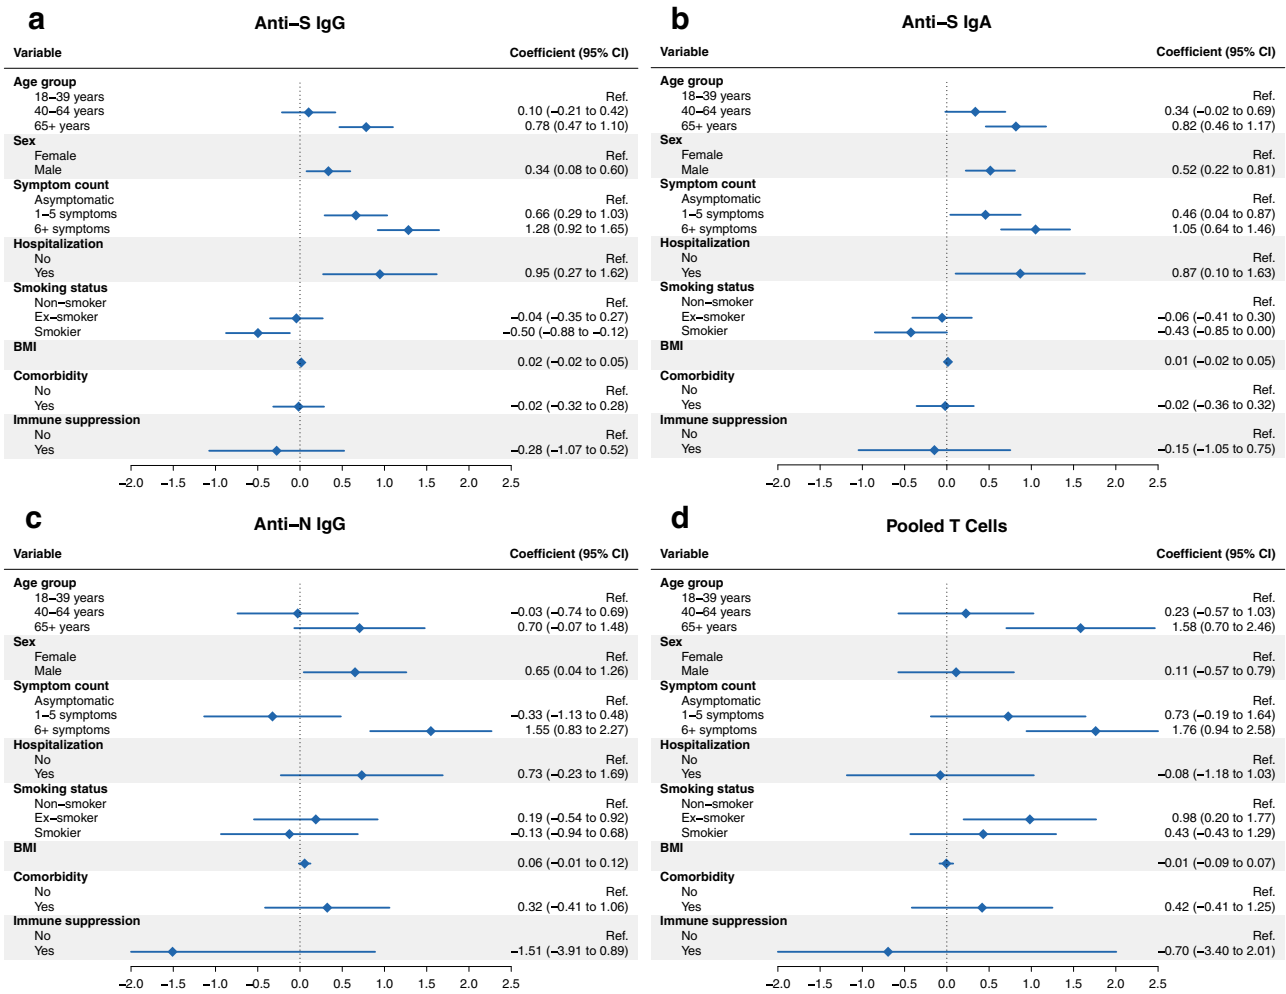 a
Anti–S IgG
Variable Coefficient (95% CI)
Age group
18–39 years Ref.
40–64 years 0.10 (–0.21 to 0.42)
65+ years 0.78 (0.47 to 1.10)
Sex
Female Ref.
Male 0.34 (0.08 to 0.60)
Symptom count
Asymptomatic Ref.
1–5 symptoms 0.66 (0.29 to 1.03)
6+ symptoms 1.28 (0.92 to 1.65)
Hospitalization
No Ref.
Yes 0.95 (0.27 to 1.62)
Smoking status
Non–smoker Ref.
Ex–smoker –0.04 (–0.35 to 0.27)
Smokier –0.50 (–0.88 to –0.12)
BMI
0.02 (–0.02 to 0.05)
Comorbidity
No Ref.
Yes –0.02 (–0.32 to 0.28)
Immune suppression
No Ref.
Yes –0.28 (–1.07 to 0.52)
–2.0 –1.5 –1.0 –0.5 0.0 0.5 1.0 1.5 2.0 2.5
b
Anti–S IgA
Variable Coefficient (95% CI)
Age group
18–39 years Ref.
40–64 years 0.34 (–0.02 to 0.69)
65+ years 0.82 (0.46 to 1.17)
Sex
Female Ref.
Male 0.52 (0.22 to 0.81)
Symptom count
Asymptomatic Ref.
1–5 symptoms 0.46 (0.04 to 0.87)
6+ symptoms 1.05 (0.64 to 1.46)
Hospitalization
No Ref.
Yes 0.87 (0.10 to 1.63)
Smoking status
Non–smoker Ref.
Ex–smoker –0.06 (–0.41 to 0.30)
Smokier –0.43 (–0.85 to 0.00)
BMI
0.01 (–0.02 to 0.05)
Comorbidity
No Ref.
Yes –0.02 (–0.36 to 0.32)
Immune suppression
No Ref.
Yes –0.15 (–1.05 to 0.75)
–2.0 –1.5 –1.0 –0.5 0.0 0.5 1.0 1.5 2.0 2.5
c
Anti–N IgG
Variable Coefficient (95% CI)
Age group
18–39 years Ref.
40–64 years –0.03 (–0.74 to 0.69)
65+ years 0.70 (–0.07 to 1.48)
Sex
Female Ref.
Male 0.65 (0.04 to 1.26)
Symptom count
Asymptomatic Ref.
1–5 symptoms –0.33 (–1.13 to 0.48)
6+ symptoms 1.55 (0.83 to 2.27)
Hospitalization
No Ref.
Yes 0.73 (–0.23 to 1.69)
Smoking status
Non–smoker Ref.
Ex–smoker 0.19 (–0.54 to 0.92)
Smokier –0.13 (–0.94 to 0.68)
BMI
0.06 (–0.01 to 0.12)
Comorbidity
No Ref.
Yes 0.32 (–0.41 to 1.06)
Immune suppression
No Ref.
Yes –1.51 (–3.91 to 0.89)
–2.0 –1.5 –1.0 –0.5 0.0 0.5 1.0 1.5 2.0 2.5
d
Pooled T Cells
Variable Coefficient (95% CI)
Age group
18–39 years Ref.
40–64 years 0.23 (–0.57 to 1.03)
65+ years 1.58 (0.70 to 2.46)
Sex
Female Ref.
Male 0.11 (–0.57 to 0.79)
Symptom count
Asymptomatic Ref.
1–5 symptoms 0.73 (–0.19 to 1.64)
6+ symptoms 1.76 (0.94 to 2.58)
Hospitalization
No Ref.
Yes –0.08 (–1.18 to 1.03)
Smoking status
Non–smoker Ref.
Ex–smoker 0.98 (0.20 to 1.77)
Smokier 0.43 (–0.43 to 1.29)
BMI
–0.01 (–0.09 to 0.07)
Comorbidity
No Ref.
Yes 0.42 (–0.41 to 1.25)
Immune suppression
No Ref.
Yes –0.70 (–3.40 to 2.01)
–2.0 –1.5 –1.0 –0.5 0.0 0.5 1.0 1.5 2.0 2.5